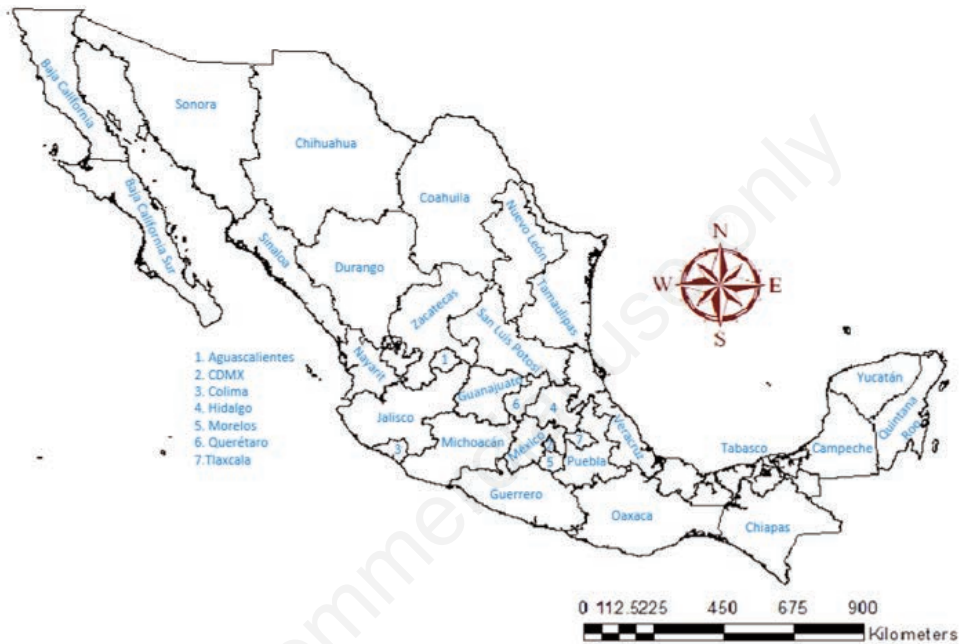 Baja California
Sonora
Chihuahua
Coahuila
Nuevo León
Baja California Sur
Sinaloa
Durango
Tamaulipas
Zacatecas
San Luis Potosí
N
W
E
S
1. Aguascalientes
2. CDMX
3. Colima
4. Hidalgo
5. Morelos
6. Querétaro
7. Tlaxcala
Nayarit
1
Guanajuato
6
4
Jalisco
3
Michoacán
México
5
7
Puebla
Veracruz
Guerrero
Oaxaca
Tabasco
Chiapas
Campeche
Yucatán
Quintana
Roo
0 112.5225 450 675 900
Kilometers